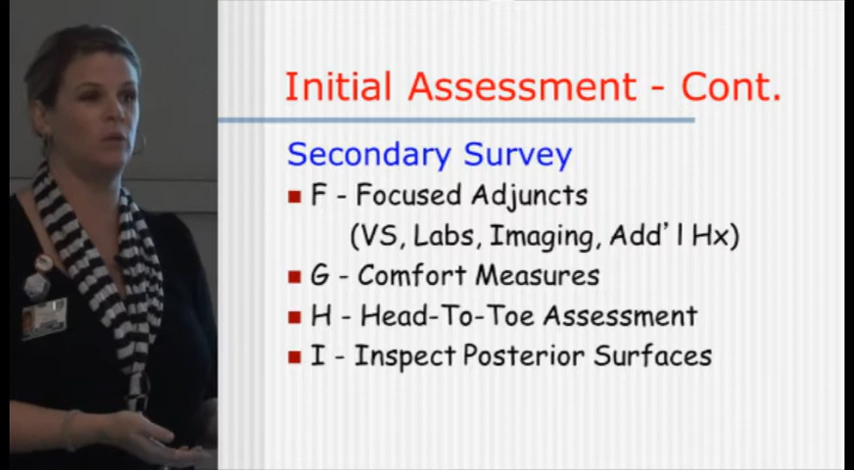 Initial Assessment - Cont.
Secondary Survey
F - Focused Adjuncts
(VS, Labs, Imaging, Add'l Hx)
G - Comfort Measures
H - Head-To-Toe Assessment
I - Inspect Posterior Surfaces